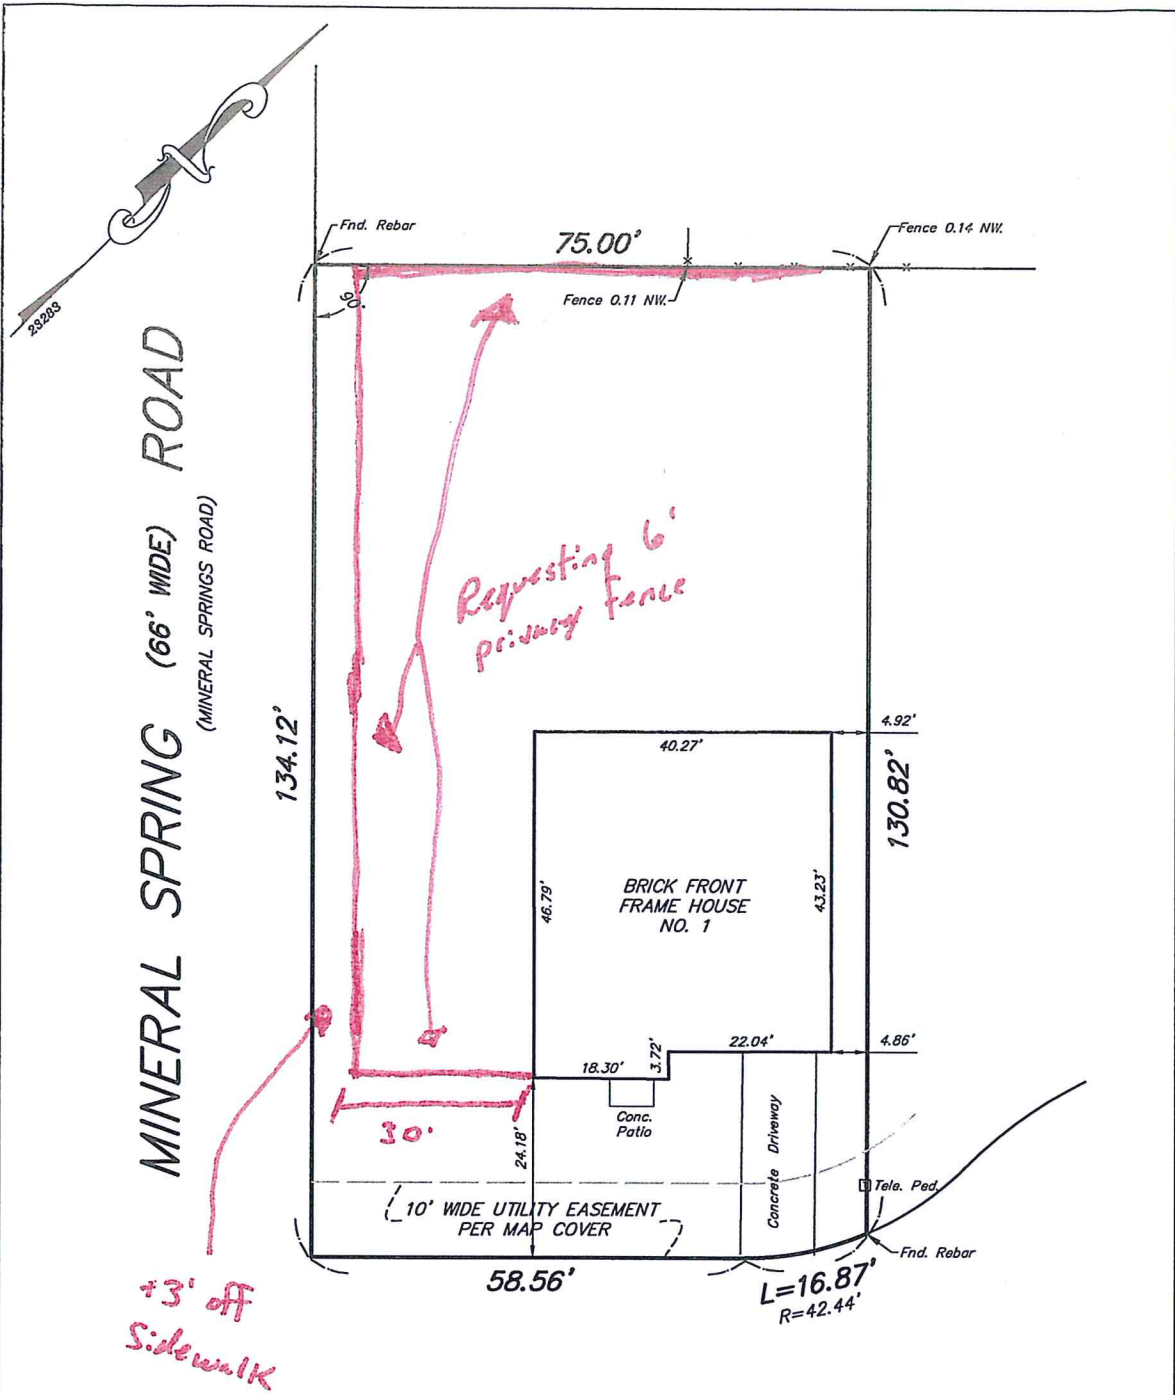 Fnd. Rebar
75.00'
Fence 0.14 NW.
Fence 0.11 NW.
90°
23283
MINERAL SPRING (66' WIDE) ROAD
(MINERAL SPRINGS ROAD)
Requesting 6'
privacy fence
134.12'
4.92'
40.27'
130.82'
46.79'
BRICK FRONT
FRAME HOUSE
NO. 1
43.23'
22.04'
4.86'
18.30'
3.72'
Conc.
Patio
30'
24.18'
Concrete Driveway
Tele. Ped.
10' WIDE UTILITY EASEMENT
PER MAP COVER
Fnd. Rebar
58.56'
L=16.87'
R=42.44'
+3' off
Sidewalk